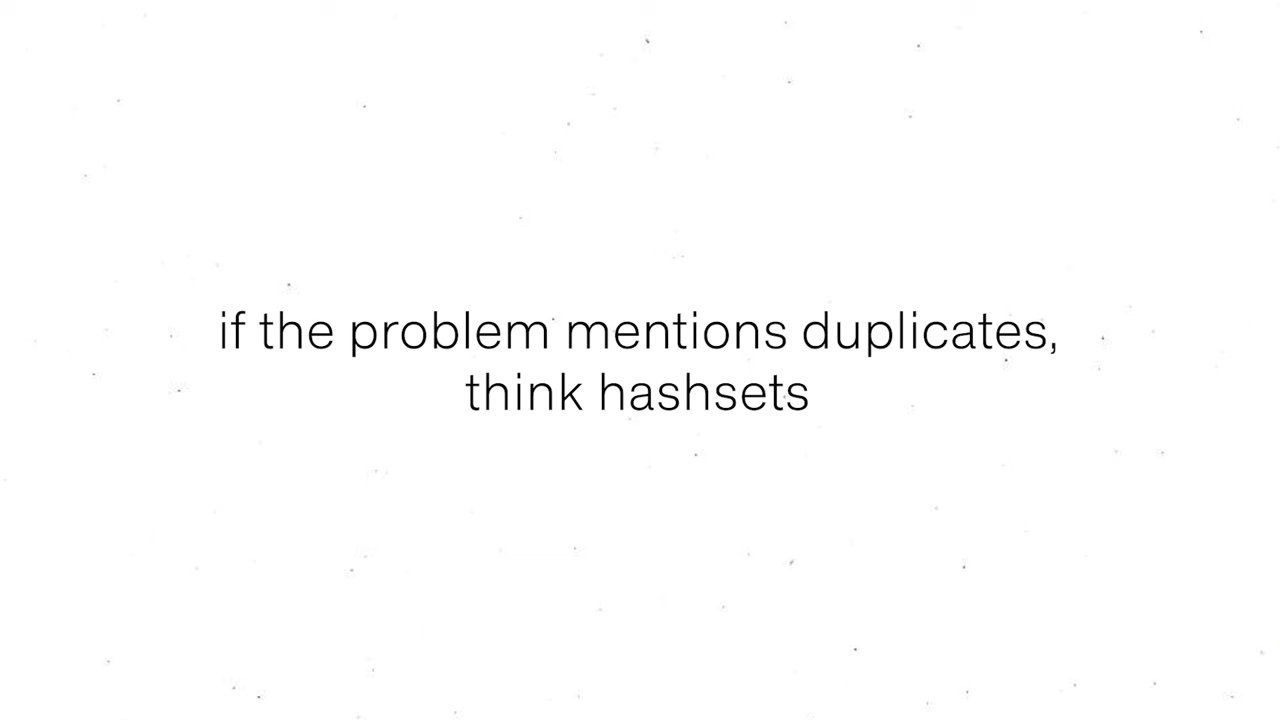 if the problem mentions duplicates,
think hashsets